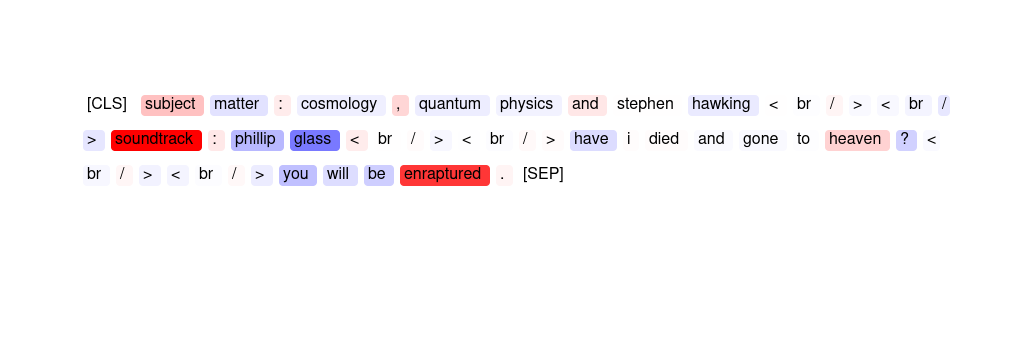 [CLS] subject matter : cosmology , quantum physics and stephen hawking < br / > < br /
> soundtrack : phillip glass < br / > < br / > have i died and gone to heaven ? <
br / > < br / > you will be enraptured . [SEP]